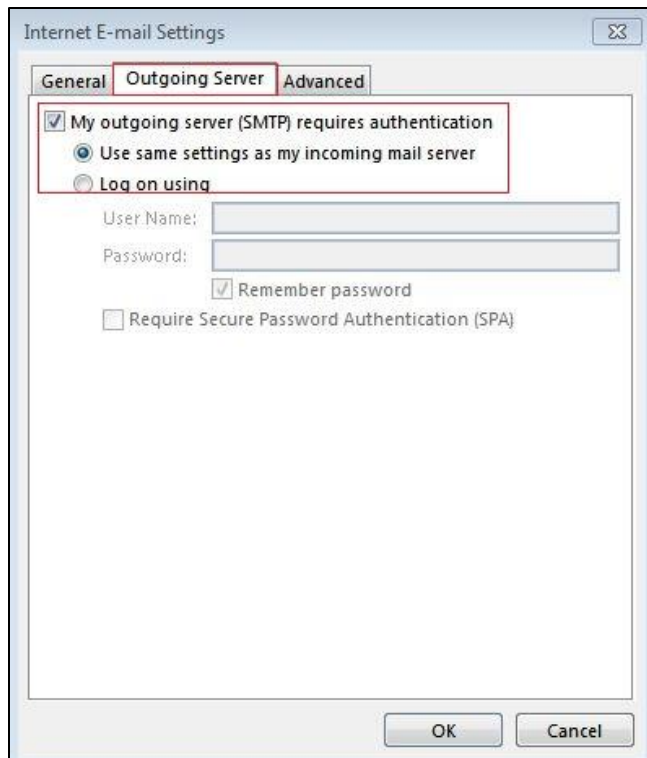 Internet E-mail Settings
General Outgoing Server Advanced
My outgoing server (SMTP) requires authentication
Use same settings as my incoming mail server
Log on using
User Name:
Password:
Remember password
Require Secure Password Authentication (SPA)
OK Cancel